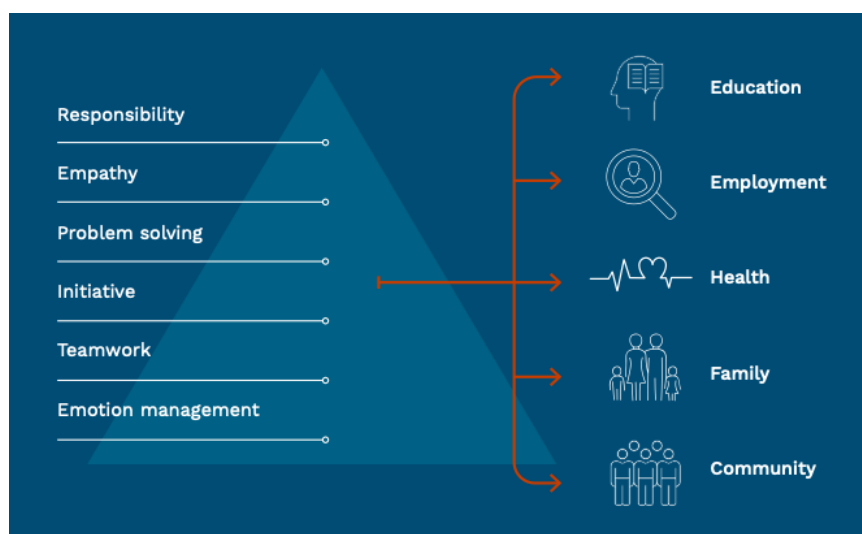 Responsibility
Empathy
Problem solving
Initiative
Teamwork
Emotion management
Education
Employment
Health
Family
Community